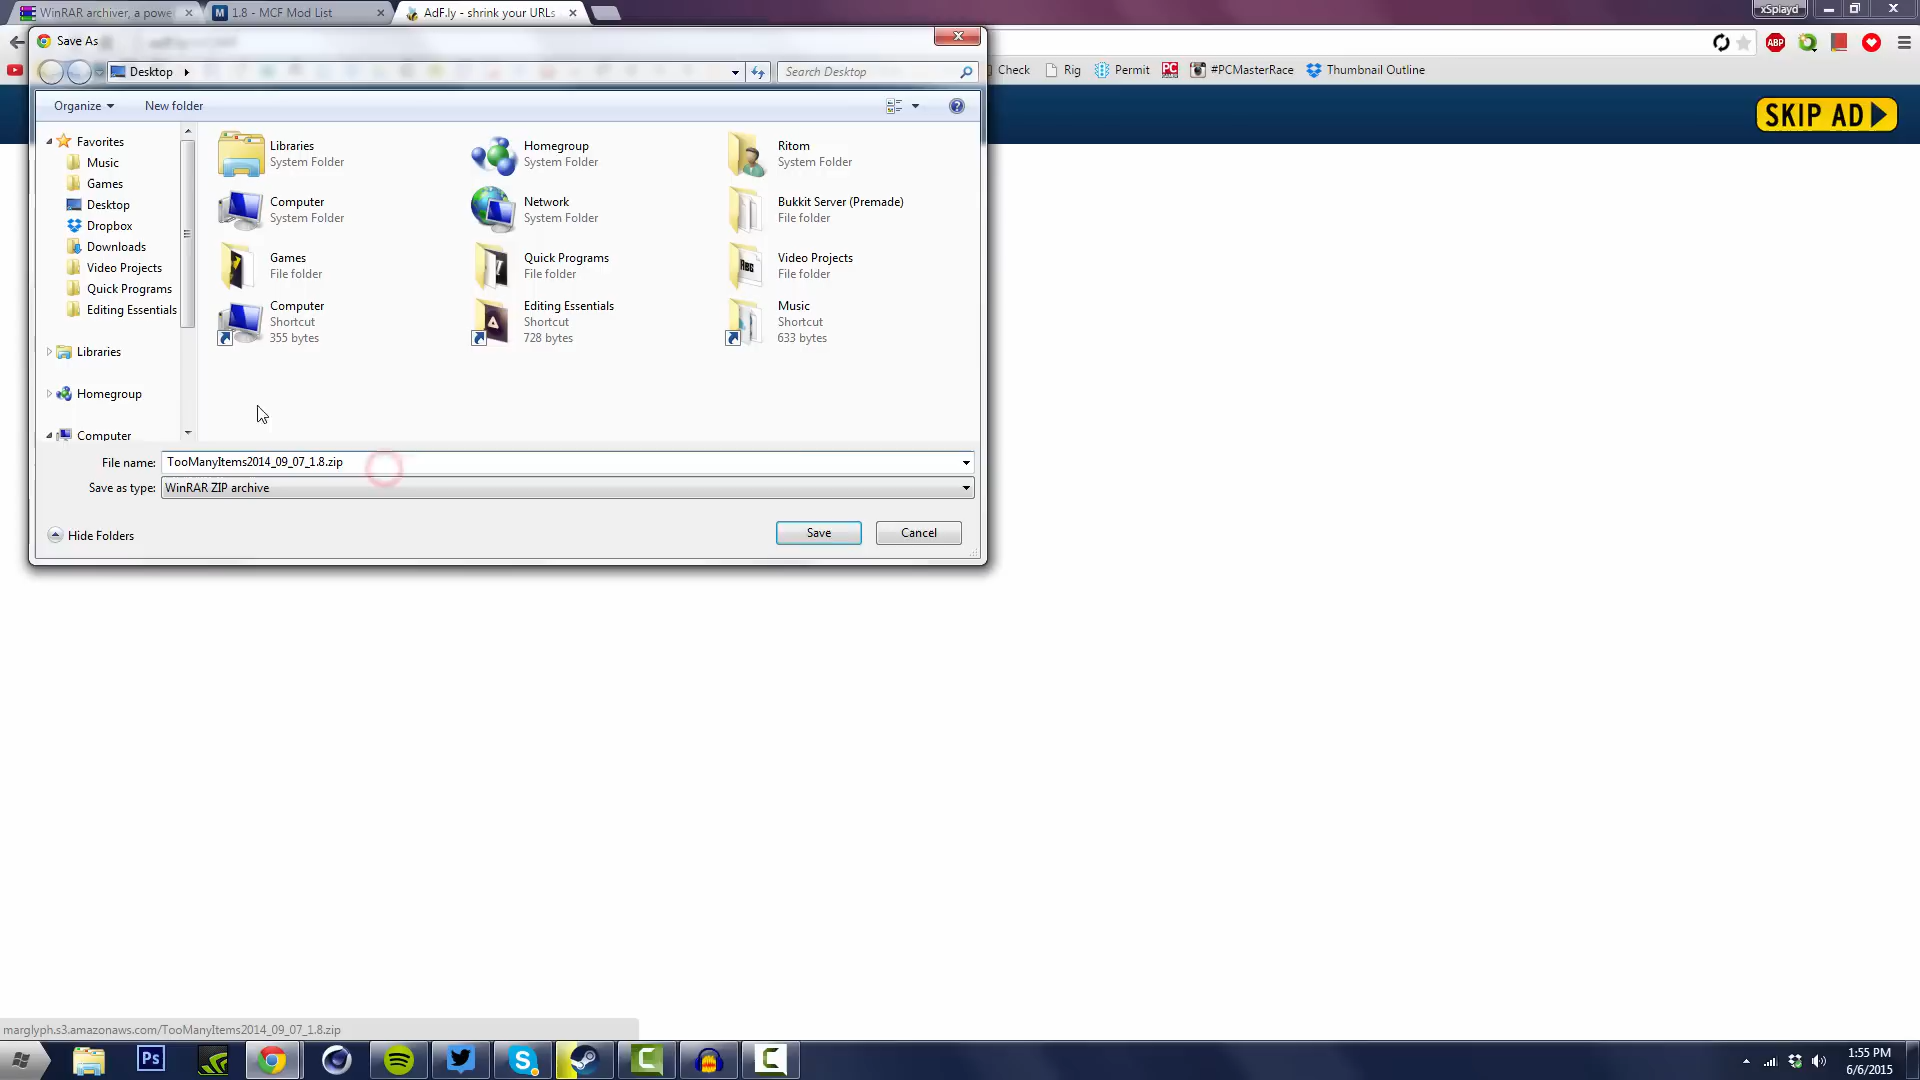 WinRAR archiver, a powe
1.8 - MCF Mod List
AdF.ly - shrink your URLs
xSplayd
Save As
Desktop
Search Desktop
ABP
Check
Rig
Permit
#PCMasterRace
Thumbnail Outline
Organize
New folder
SKIP AD
Favorites
Music
Games
Desktop
Dropbox
Downloads
Video Projects
Quick Programs
Editing Essentials
Libraries
Homegroup
Computer
Libraries
System Folder
Homegroup
System Folder
Ritom
System Folder
Computer
System Folder
Network
System Folder
Bukkit Server (Premade)
File folder
Games
File folder
Quick Programs
File folder
Video Projects
File folder
Computer
Shortcut
355 bytes
Editing Essentials
Shortcut
728 bytes
Music
Shortcut
633 bytes
File name: TooManyItems2014_09_07_1.8.zip
Save as type: WinRAR ZIP archive
Hide Folders
Save
Cancel
marglyph.s3.amazonaws.com/TooManyItems2014_09_07_1.8.zip
Ps
1:55 PM
6/6/2015